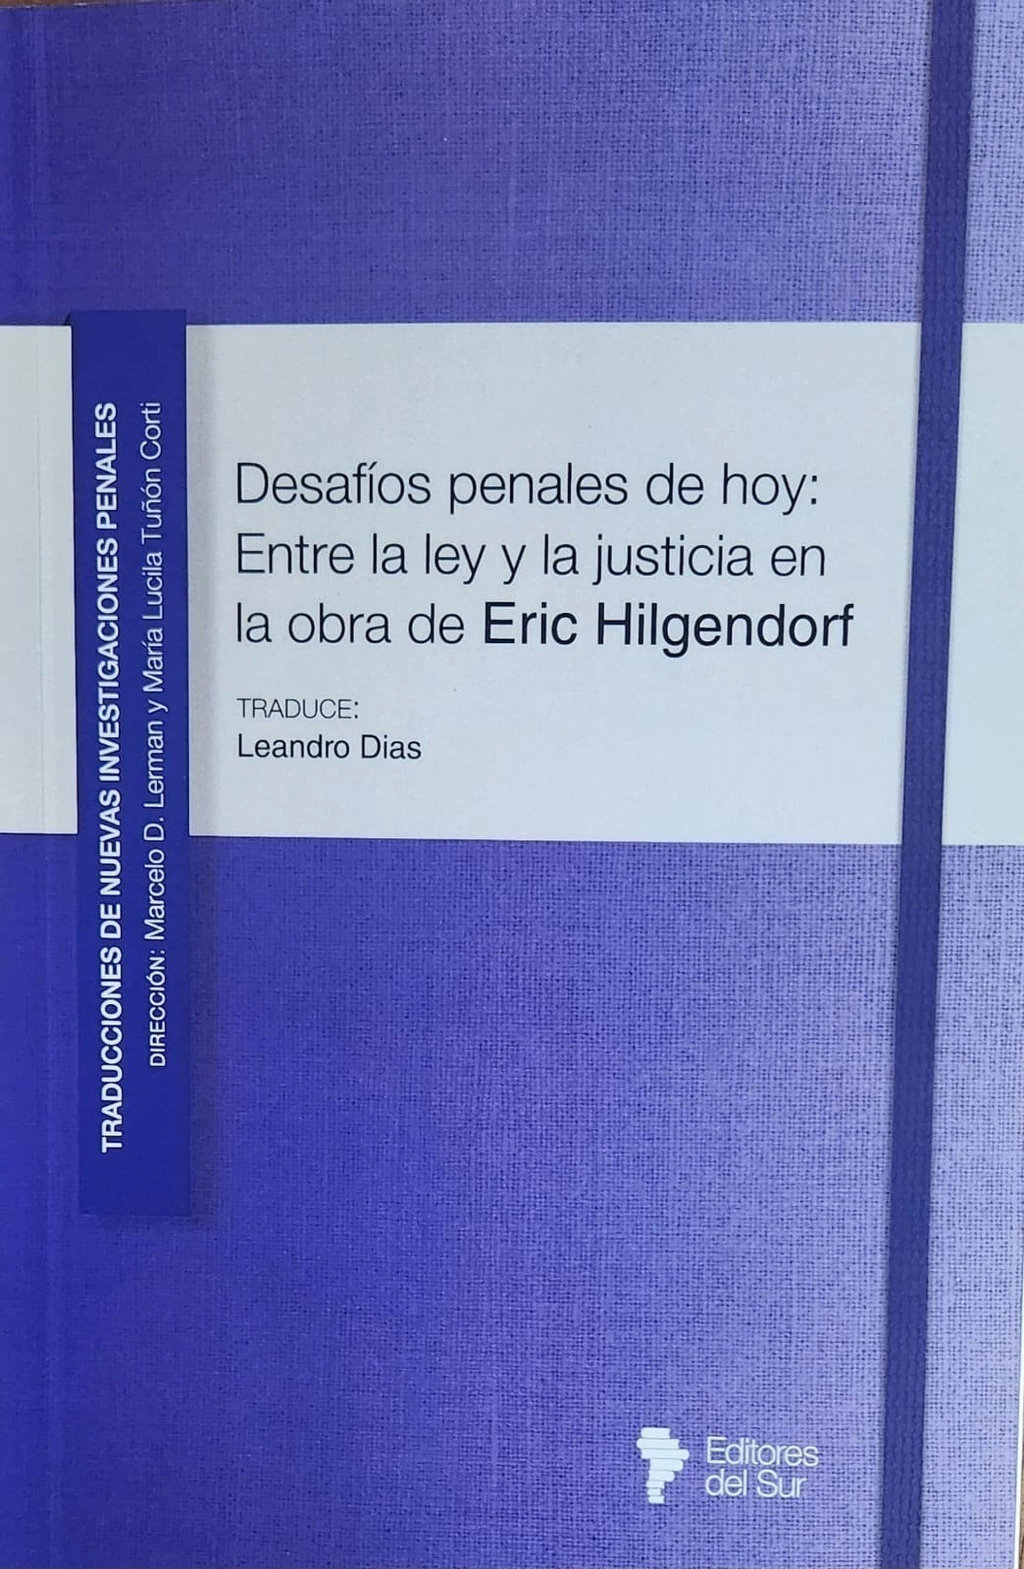 TRADUCCIONES DE NUEVAS INVESTIGACIONES PENALES
DIRECCIÓN: Marcelo D. Lerman y María Lucila Tuñón Corti
Desafíos penales de hoy:
Entre la ley y la justicia en
la obra de Eric Hilgendorf
TRADUCE:
Leandro Dias
Editores
del Sur